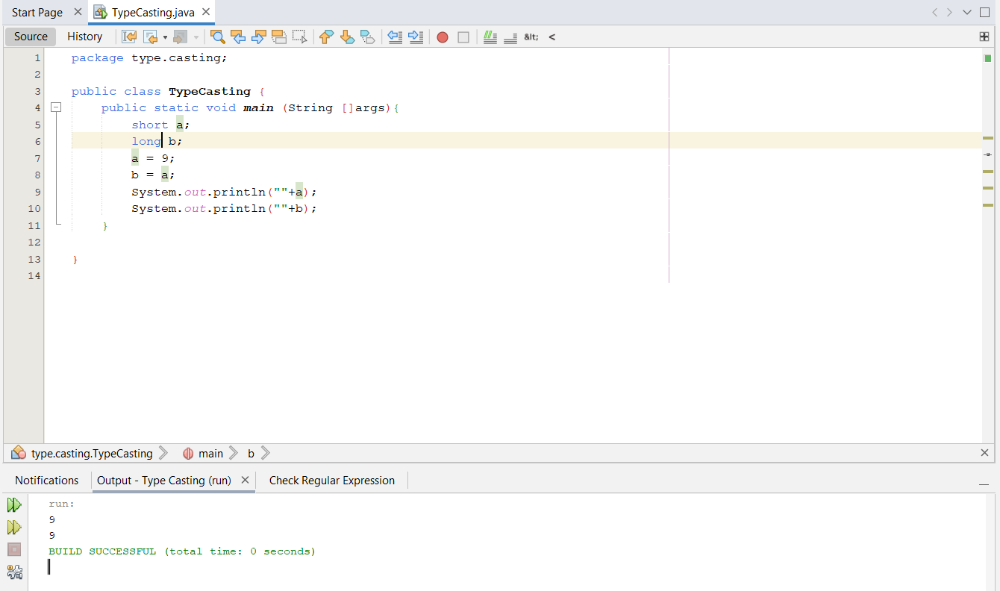 Start Page TypeCasting.java
Source History &lt; <
1 package type.casting;
2
3 public class TypeCasting {
4 public static void main (String []args){
5 short a;
6 long b;
7 a = 9;
8 b = a;
9 System.out.println(""+a);
10 System.out.println(""+b);
11 }
12
13 }
14
type.casting.TypeCasting main b
Notifications Output - Type Casting (run) Check Regular Expression
run:
9
9
BUILD SUCCESSFUL (total time: 0 seconds)